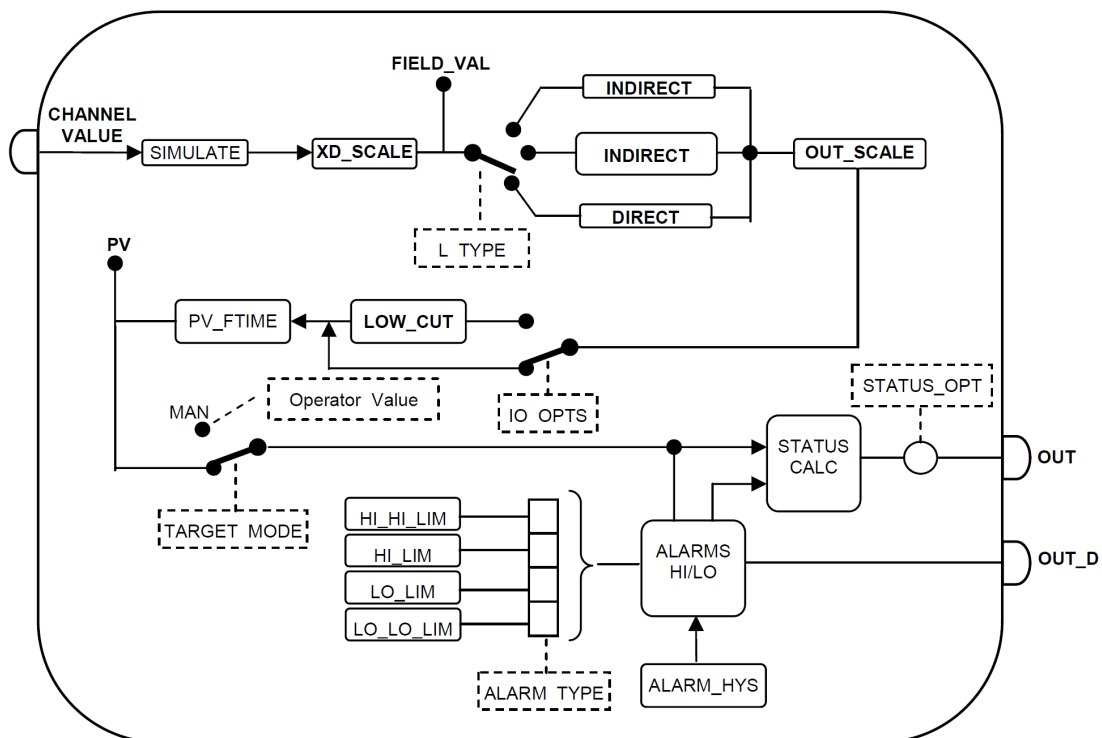 FIELD_VAL
CHANNEL
VALUE
SIMULATE
XD_SCALE
INDIRECT
INDIRECT
DIRECT
OUT_SCALE
L TYPE
PV
PV_FTIME
LOW_CUT
MAN
Operator Value
IO OPTS
STATUS_OPT
STATUS
CALC
OUT
TARGET MODE
HI_HI_LIM
HI_LIM
LO_LIM
LO_LO_LIM
ALARMS
HI/LO
OUT_D
ALARM TYPE
ALARM_HYS